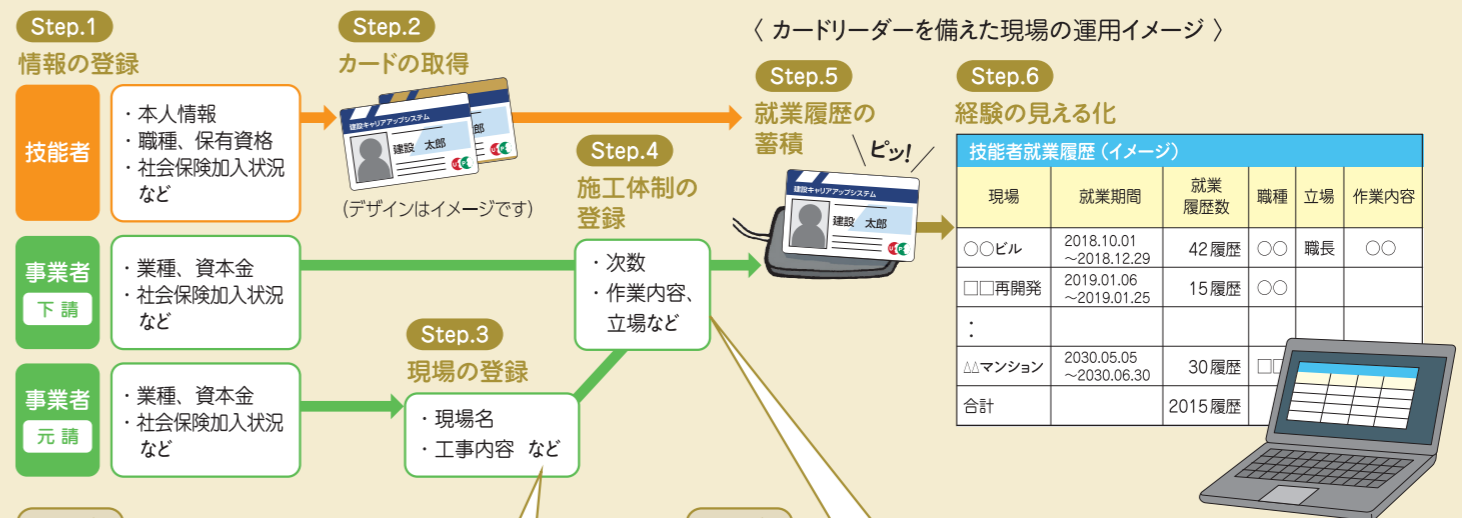 Step.1
情報の登録
技能者
・本人情報
・職種、保有資格
・社会保険加入状況
など
事業者
下請
・業種、資本金
・社会保険加入状況
など
事業者
元請
・業種、資本金
・社会保険加入状況
など
Step.2
カードの取得
建設キャリアアップシステム
建設 太郎
(デザインはイメージです)
Step.3
現場の登録
・現場名
・工事内容 など
Step.4
施工体制の
登録
・次数
・作業内容、
立場など
〈 カードリーダーを備えた現場の運用イメージ 〉
Step.5
就業履歴の
蓄積
ピッ!
建設キャリアアップシステム
建設 太郎
Step.6
経験の見える化
技能者就業履歴（イメージ）
現場 就業期間 就業履歴数 職種 立場 作業内容
○○ビル 2018.10.01～2018.12.29 42履歴 ○○ 職長 ○○
□□再開発 2019.01.06～2019.01.25 15履歴 ○○
：
△△マンション 2030.05.05～2030.06.30 30履歴 □□
合計 2015履歴